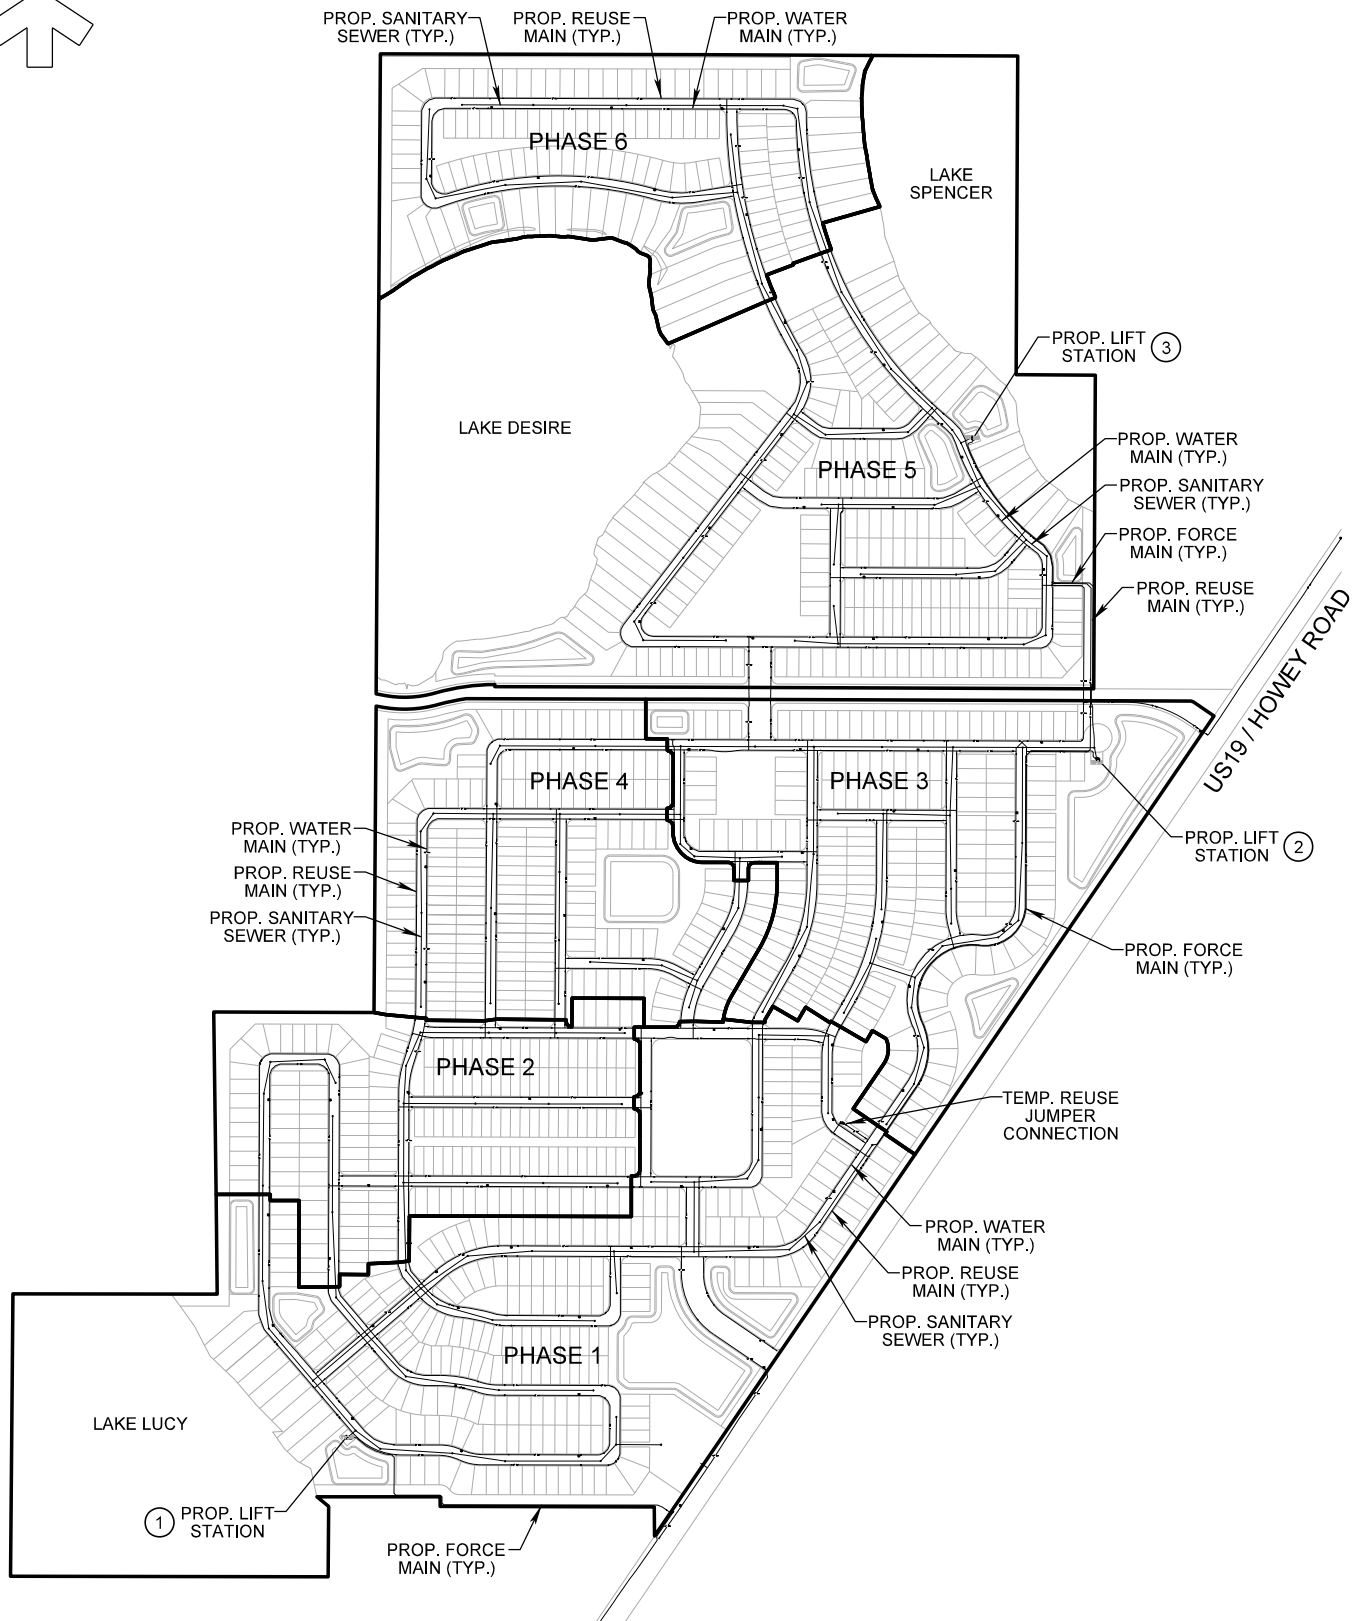 PROP. SANITARY
SEWER (TYP.)
PROP. REUSE
MAIN (TYP.)
PROP. WATER
MAIN (TYP.)
PHASE 6
LAKE
SPENCER
PROP. LIFT
STATION
3
LAKE DESIRE
PROP. WATER
MAIN (TYP.)
PHASE 5
PROP. SANITARY
SEWER (TYP.)
PROP. FORCE
MAIN (TYP.)
PROP. REUSE
MAIN (TYP.)
US19 / HOWEY ROAD
PHASE 4
PHASE 3
PROP. WATER
MAIN (TYP.)
PROP. REUSE
MAIN (TYP.)
PROP. SANITARY
SEWER (TYP.)
PROP. LIFT
STATION
2
PROP. FORCE
MAIN (TYP.)
PHASE 2
TEMP. REUSE
JUMPER
CONNECTION
PROP. WATER
MAIN (TYP.)
PROP. REUSE
MAIN (TYP.)
PROP. SANITARY
SEWER (TYP.)
PHASE 1
LAKE LUCY
1
PROP. LIFT
STATION
PROP. FORCE
MAIN (TYP.)